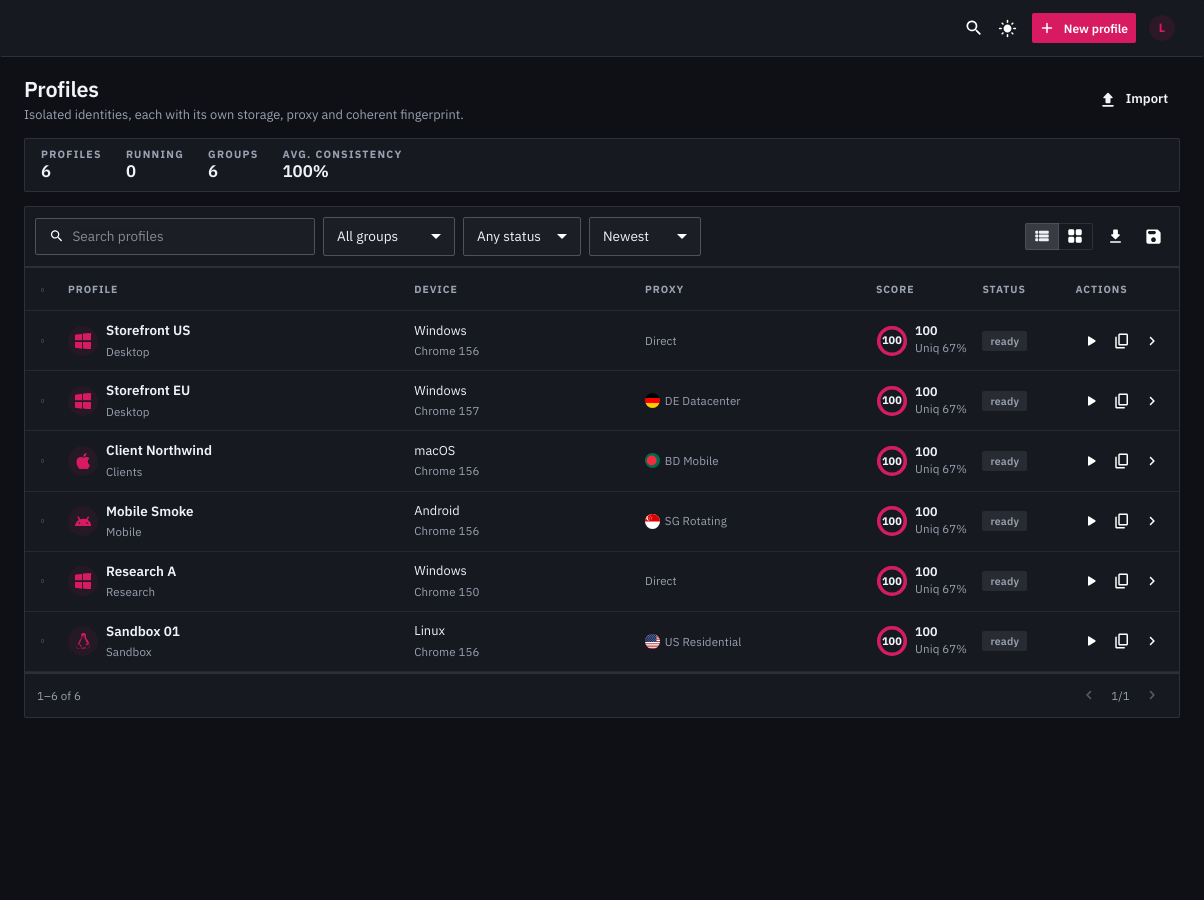 New profile
L
Profiles
Isolated identities, each with its own storage, proxy and coherent fingerprint.
Import
PROFILES RUNNING GROUPS AVG. CONSISTENCY
6 0 6 100%
Search profiles All groups Any status Newest
PROFILE DEVICE PROXY SCORE STATUS ACTIONS
Storefront US Windows 100
Desktop Chrome 156 Direct 100 Uniq 67% ready
Storefront EU Windows 100
Desktop Chrome 157 DE Datacenter 100 Uniq 67% ready
Client Northwind macOS 100
Clients Chrome 156 BD Mobile 100 Uniq 67% ready
Mobile Smoke Android 100
Mobile Chrome 156 SG Rotating 100 Uniq 67% ready
Research A Windows 100
Research Chrome 150 Direct 100 Uniq 67% ready
Sandbox 01 Linux 100
Sandbox Chrome 156 US Residential 100 Uniq 67% ready
1–6 of 6 1/1